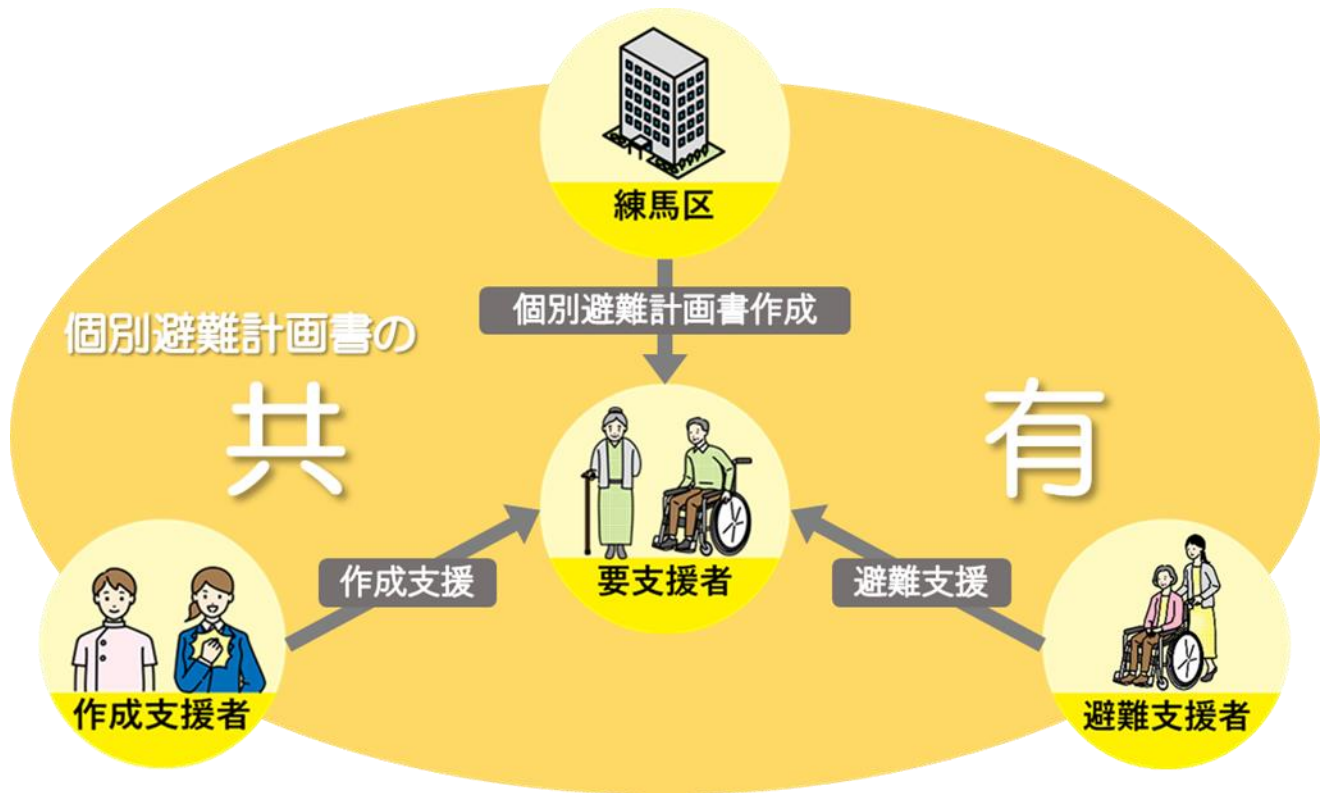 練馬区
個別避難計画書作成
個別避難計画書の
共有
要支援者
作成支援
避難支援
作成支援者
避難支援者